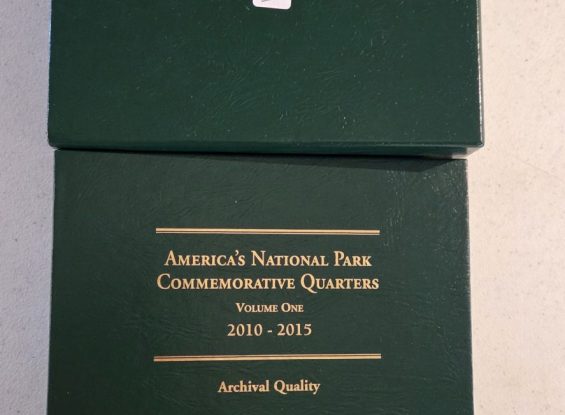 America's National Park
Commemorative Quarters
Volume One
2010 - 2015
Archival Quality